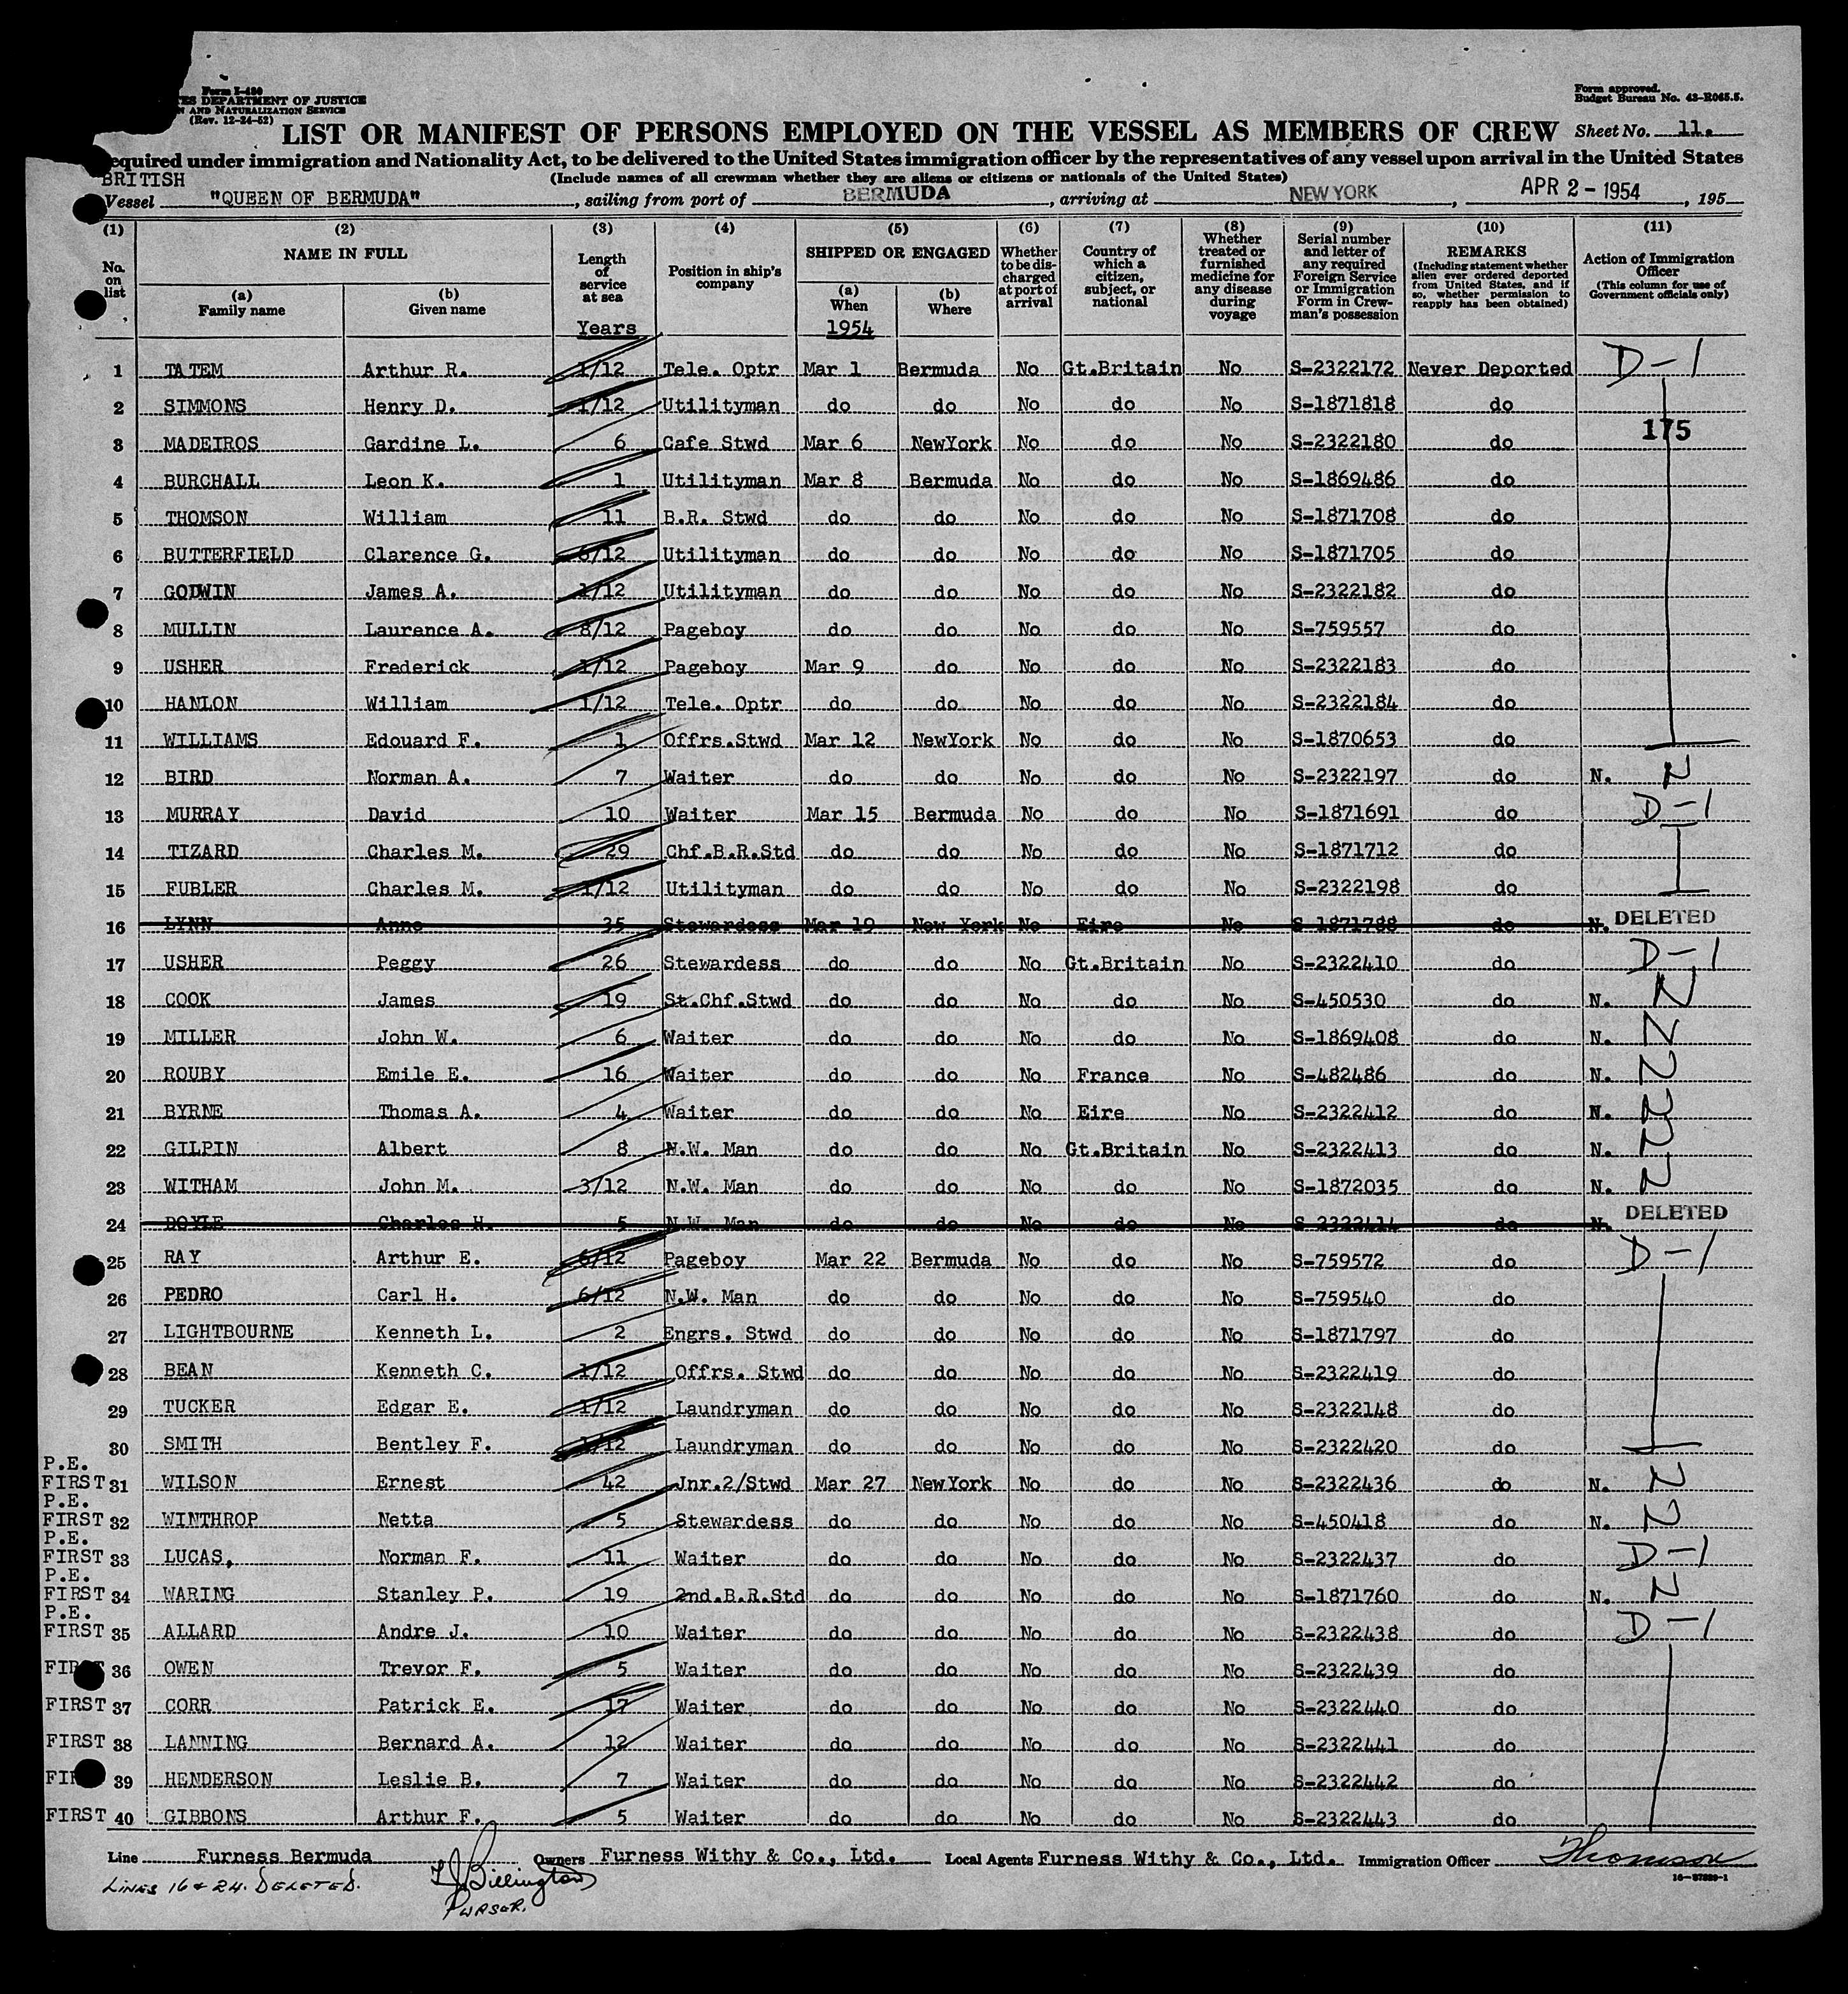 Form I-480
ES DEPARTMENT OF JUSTICE
N AND NATURALIZATION SERVICE
(Rev. 12-24-52)
Form approved.
Budget Bureau No. 43-R065.5.
LIST OR MANIFEST OF PERSONS EMPLOYED ON THE VESSEL AS MEMBERS OF CREW Sheet No. 11.
equired under immigration and Nationality Act, to be delivered to the United States immigration officer by the representatives of any vessel upon arrival in the United States
BRITISH (Include names of all crewman whether they are aliens or citizens or nationals of the United States)
Vessel "QUEEN OF BERMUDA", sailing from port of BERMUDA, arriving at NEW YORK, APR 2 - 1954, 195
(1) (2) (3) (4) (5) (6) (7) (8) (9) (10) (11)
No. on list NAME IN FULL (a) Family name (b) Given name Length of service at sea Years Position in ship's company SHIPPED OR ENGAGED (a) When 1954 (b) Where Whether to be discharged at port of arrival Country of which a citizen, subject, or national Whether treated or furnished medicine for any disease during voyage Serial number and letter of any required Foreign Service or Immigration Form in Crewman's possession REMARKS (Including statement whether alien ever ordered deported from United States, and if so, whether permission to reapply has been obtained) Action of Immigration Officer (This column for use of Government officials only)
1 TATEM Arthur R. 1/12 Tele. Optr Mar 1 Bermuda No Gt.Britain No S-2322172 Never Deported D-1
2 SIMMONS Henry D. 1/12 Utilityman do do No do No S-1871818 do
3 MADEIROS Gardine L. 6 Cafe Stwd Mar 6 NewYork No do No S-2322180 do 175
4 BURCHALL Leon K. 1 Utilityman Mar 8 Bermuda No do No S-1869486 do
5 THOMSON William 11 B.R. Stwd do do No do No S-1871708 do
6 BUTTERFIELD Clarence G. 6/12 Utilityman do do No do No S-1871705 do
7 GODWIN James A. 1/12 Utilityman do do No do No S-2322182 do
8 MULLIN Laurence A. 8/12 Pageboy do do No do No S-759557 do
9 USHER Frederick 1/12 Pageboy Mar 9 do No do No S-2322183 do
10 HANLON William 1/12 Tele. Optr do do No do No S-2322184 do
11 WILLIAMS Edouard F. 1 Offrs.Stwd Mar 12 NewYork No do No S-1870653 do
12 BIRD Norman A. 7 Waiter do do No do No S-2322197 do N. N
13 MURRAY David 10 Waiter Mar 15 Bermuda No do No S-1871691 do D-1
14 TIZARD Charles M. 29 Chf.B.R.Std do do No do No S-1871712 do
15 FUBLER Charles M. 1/12 Utilityman do do No do No S-2322198 do
16 LYNN Anne 35 Stewardess Mar 19 New York No Eire No S-1871788 do N. DELETED
17 USHER Peggy 26 Stewardess do do No Gt.Britain No S-2322410 do D-1
18 COOK James 19 St.Chf.Stwd do do No do No S-450530 do N. N
19 MILLER John W. 6 Waiter do do No do No S-1869408 do N. N
20 ROUBY Emile E. 16 Waiter do do No France No S-482486 do N. N
21 BYRNE Thomas A. 4 Waiter do do No Eire No S-2322412 do N. N
22 GILPIN Albert 8 N.W. Man do do No Gt.Britain No S-2322413 do N. N
23 WITHAM John M. 3/12 N.W. Man do do No do No S-1872035 do N. N
24 DOYLE Charles H. 5 N.W. Man do do No do No S-2322414 do N. DELETED
25 RAY Arthur E. 6/12 Pageboy Mar 22 Bermuda No do No S-759572 do D-1
26 PEDRO Carl H. 6/12 N.W. Man do do No do No S-759540 do
27 LIGHTBOURNE Kenneth L. 2 Engrs. Stwd do do No do No S-1871797 do
28 BEAN Kenneth C. 1/12 Offrs. Stwd do do No do No S-2322419 do
29 TUCKER Edgar E. 1/12 Laundryman do do No do No S-2322148 do
30 SMITH Bentley F. 1/12 Laundryman do do No do No S-2322420 do
P.E.
FIRST 31 WILSON Ernest 42 Jnr.2/Stwd Mar 27 NewYork No do No S-2322436 do N. N
P.E.
FIRST 32 WINTHROP Netta 5 Stewardess do do No do No S-450418 do N. N
P.E.
FIRST 33 LUCAS, Norman F. 11 Waiter do do No do No S-2322437 do D-1
P.E.
FIRST 34 WARING Stanley P. 19 2nd.B.R.Std do do No do No S-1871760 do N. N
P.E.
FIRST 35 ALLARD Andre J. 10 Waiter do do No do No S-2322438 do D-1
FIRST 36 OWEN Trevor F. 5 Waiter do do No do No S-2322439 do
FIRST 37 CORR Patrick E. 17 Waiter do do No do No S-2322440 do
FIRST 38 LANNING Bernard A. 12 Waiter do do No do No S-2322441 do
FI 39 HENDERSON Leslie B. 7 Waiter do do No do No S-2322442 do
FIRST 40 GIBBONS Arthur F. 5 Waiter do do No do No S-2322443 do
Line Furness Bermuda Owners Furness Withy & Co., Ltd. Local Agents Furness Withy & Co., Ltd. Immigration Officer Thomson
LINES 16 & 24. DELETED. Billington
PURSER.